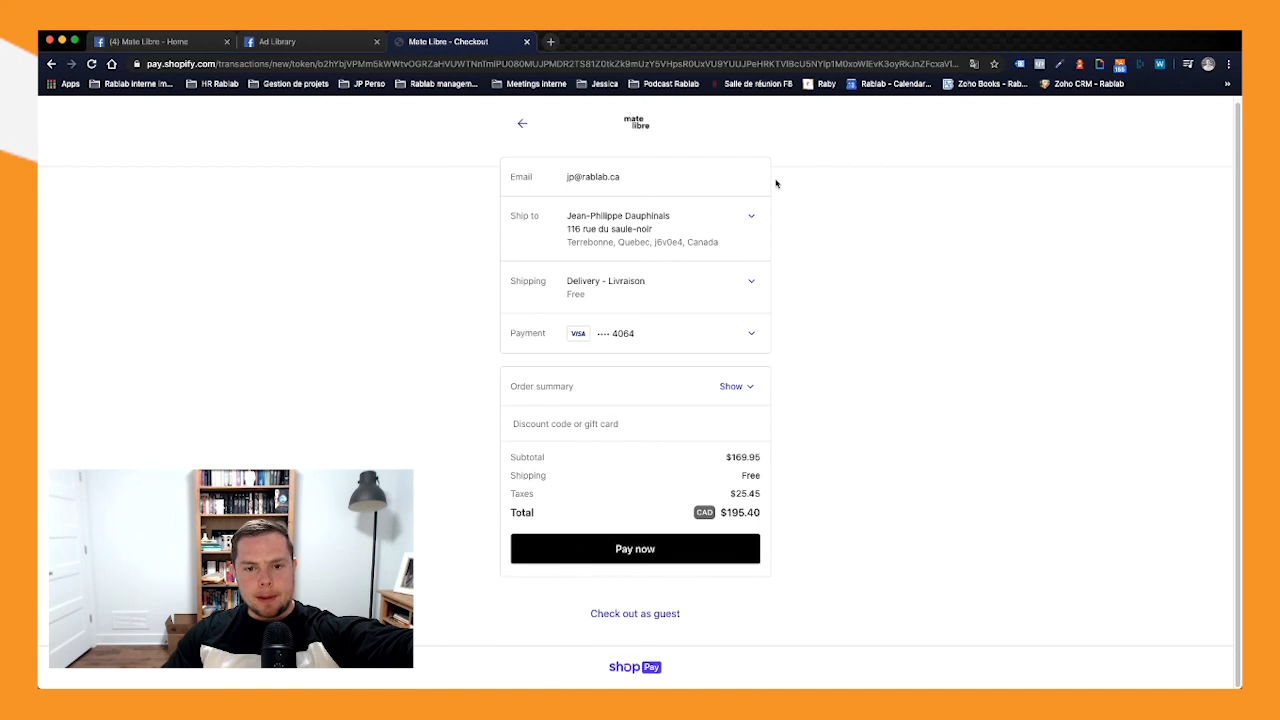 (4) Mate Libre - Home
Ad Library
Mate Libre - Checkout
Apps
Rablab interne im...
HR Rablab
Gestion de projets
JP Perso
Rablab managem...
Meetings interne
Jessica
Podcast Rablab
Salle de réunion F8
Raby
Rablab - Calendar...
Zoho Books - Rab...
Zoho CRM - Rablab
mate
libre
Email jp@rablab.ca
Ship to Jean-Philippe Dauphinais
116 rue du saule-noir
Terrebonne, Quebec, j6v0e4, Canada
Shipping Delivery - Livraison
Free
Payment VISA •••• 4064
Order summary Show
Discount code or gift card
Subtotal $169.95
Shipping Free
Taxes $25.45
Total CAD $195.40
Pay now
Check out as guest
shop Pay